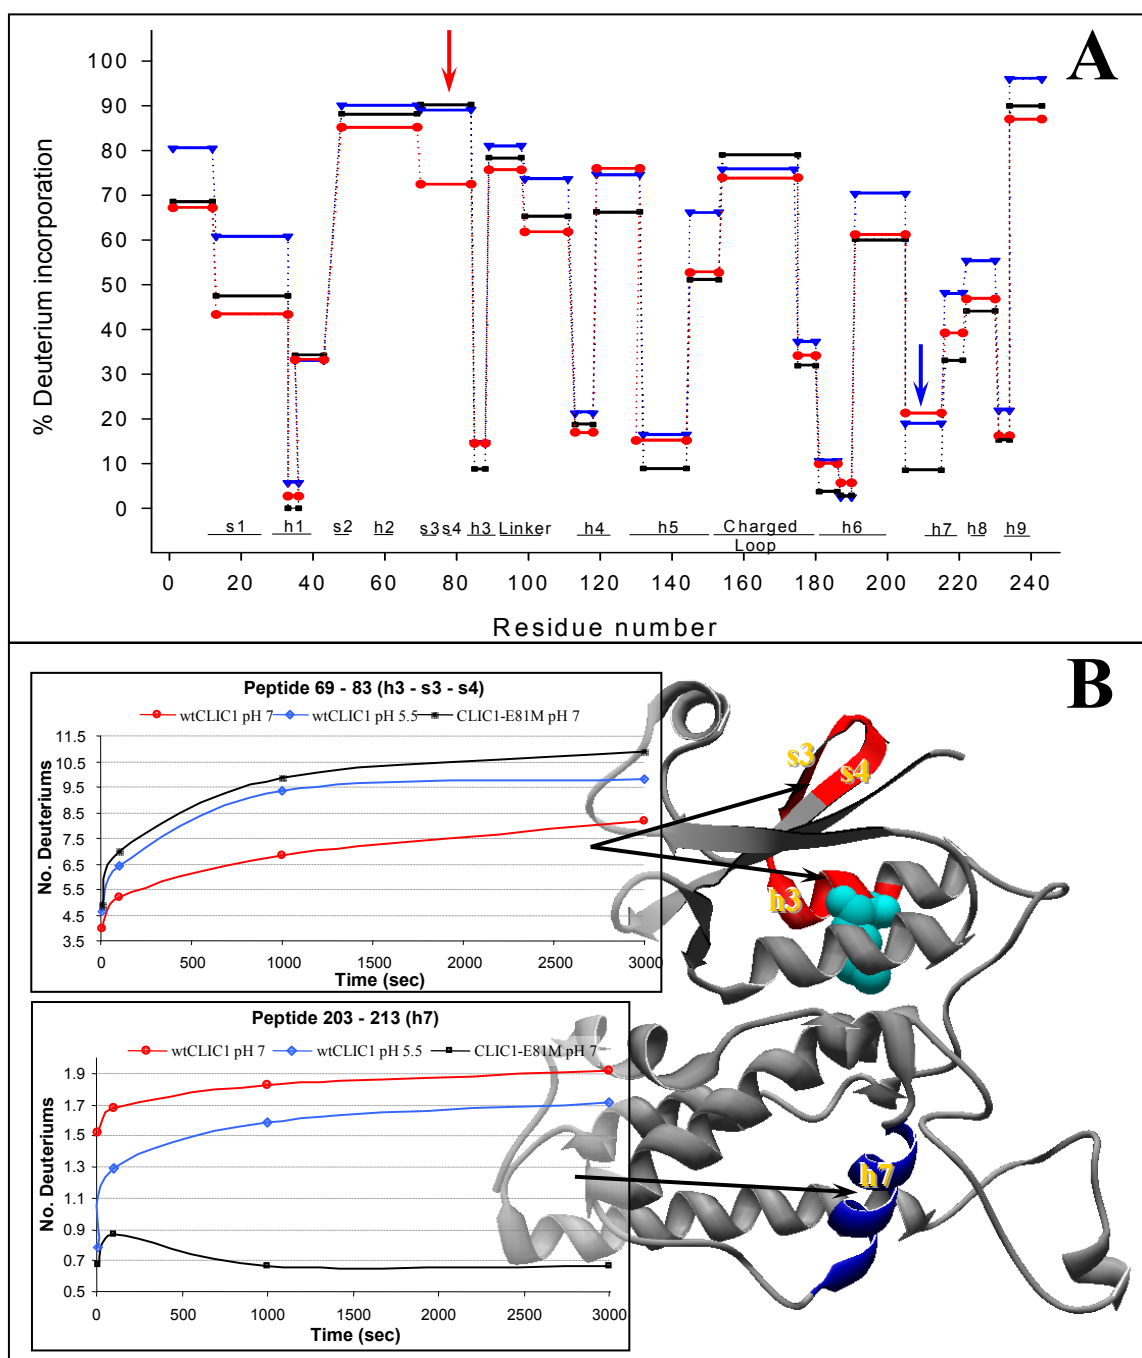 A
% Deuterium incorporation
100
90
80
70
60
50
40
30
20
10
0
s1 h1 s2 h2 s3 s4 h3 Linker h4 h5 Charged Loop h6 h7 h8 h9
0 20 40 60 80 100 120 140 160 180 200 220 240
Residue number
B
Peptide 69 - 83 (h3 - s3 - s4)
wtCLIC1 pH 7 wtCLIC1 pH 5.5 CLIC1-E81M pH 7
No. Deuteriums
11.5
10.5
9.5
8.5
7.5
6.5
5.5
4.5
3.5
0 500 1000 1500 2000 2500 3000
Time (sec)
s3
s4
h3
Peptide 203 - 213 (h7)
wtCLIC1 pH 7 wtCLIC1 pH 5.5 CLIC1-E81M pH 7
No. Deuteriums
1.9
1.7
1.5
1.3
1.1
0.9
0.7
0.5
0 500 1000 1500 2000 2500 3000
Time (sec)
h7